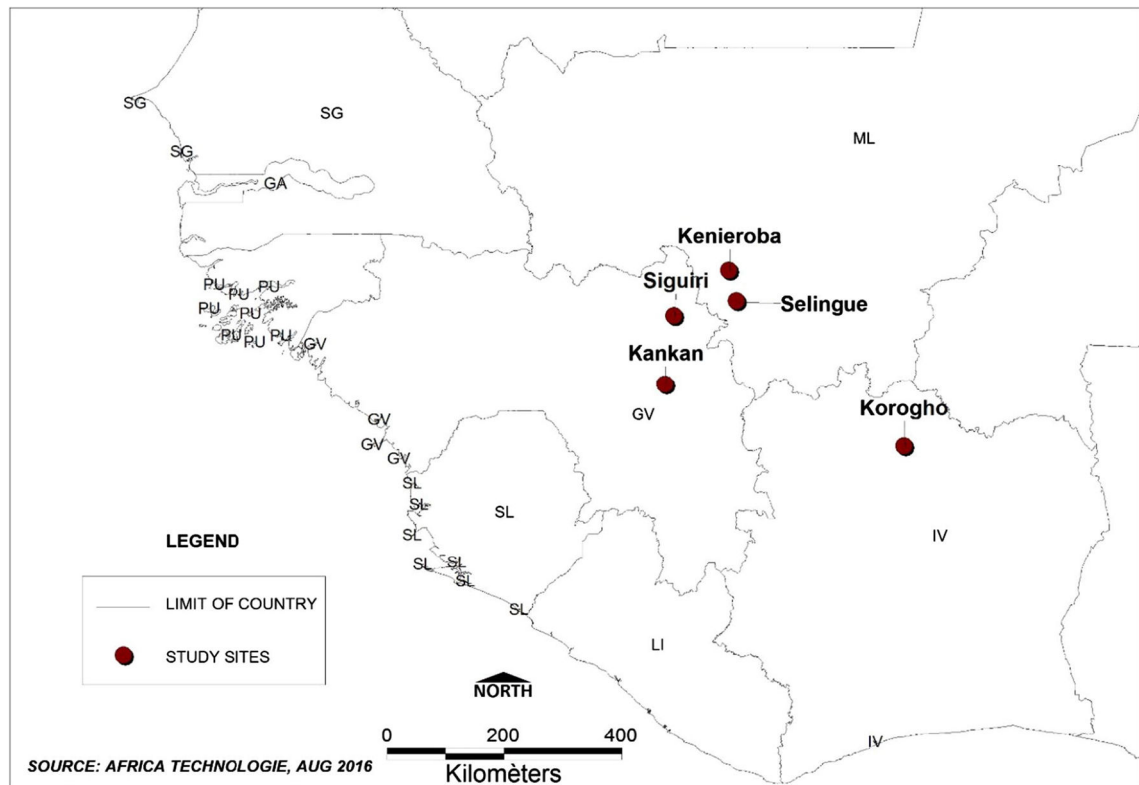 SG
SG
ML
SG
GA
Kenieroba
Siguiri
Selingue
PU
PU
PU
PU
PU
PU
PU
PU
GV
Kankan
GV
Korogho
GV
GV
GV
SL
SL
SL
SL
IV
SL
SL
SL
SL
LI
IV
LEGEND
LIMIT OF COUNTRY
STUDY SITES
NORTH
0 200 400
Kilomèters
SOURCE: AFRICA TECHNOLOGIE, AUG 2016